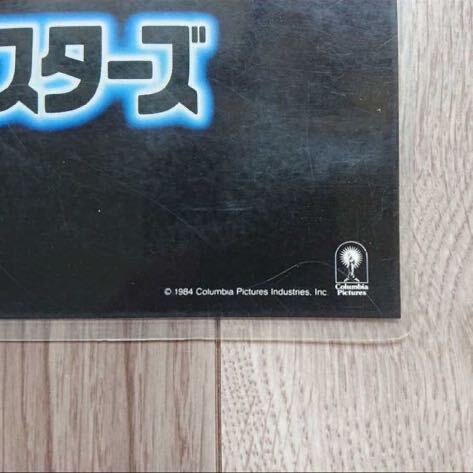 スターズ
© 1984 Columbia Pictures Industries, Inc.
Columbia
Pictures